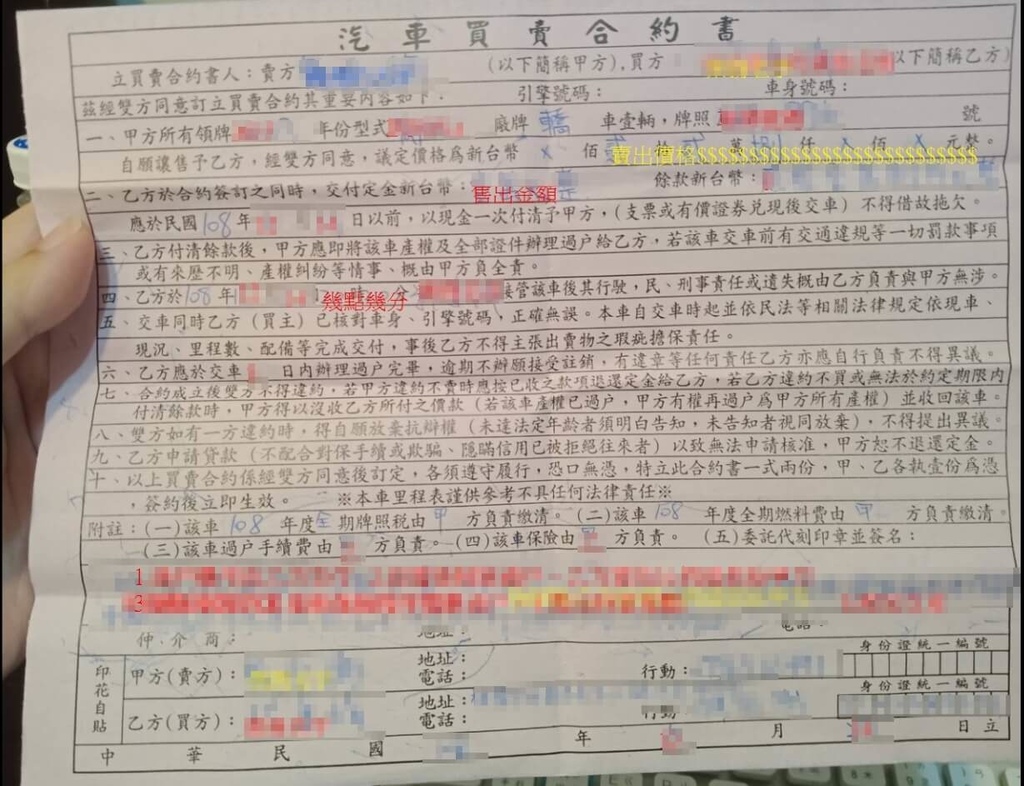 汽車買賣合約書
立買賣合約書人：賣方 (以下簡稱甲方),買方 以下簡稱乙方)
茲經雙方同意訂立買賣合約其重要內容如下： 引擎號碼： 車身號碼：
一、甲方所有領牌 年份型式 廠牌 轎 車壹輛，牌照 號
自願讓售予乙方，經雙方同意，議定價格為新台幣 x 佰 拾 萬 仟 x 佰 x 元整。
賣出價格$$$$$$$$$$$$$$$$$$$$$$$$$$$$$
二、乙方於合約簽訂之同時，交付定金新台幣： 售出金額 餘款新台幣：
應於民國108年 日以前，以現金一次付清予甲方，(支票或有價證券兌現後交車) 不得借故拖欠。
三、乙方付清餘款後，甲方應即將該車產權及全部證件辦理過戶給乙方，若該車交車前有交通違規等一切罰款事項
或有來歷不明、產權糾紛等情事、概由甲方負全責。
四、乙方於108年 時 分 幾點幾分 接管該車後其行駛，民、刑事責任或遺失概由乙方負責與甲方無涉
五、交車同時乙方（買主）已核對車身、引擎號碼，正確無誤。本車自交車時起並依民法等相關法律規定依現車、
現況、里程數、配備等完成交付，事後乙方不得主張出賣物之瑕疵擔保責任。
六、乙方應於交車 日內辦理過戶完畢，逾期不辦願接受註銷，有違章等任何責任乙方亦應自行負責不得異議。
七、合約成立後雙方不得違約，若甲方違約不賣時應按已收之款項退還定金給乙方，若乙方違約不買或無法於約定期限內
付清餘款時，甲方得以沒收乙方所付之價款（若該車產權已過戶，甲方有權再過戶為甲方所有產權）並收回該車。
八、雙方如有一方違約時，得自願放棄抗辯權（未達法定年齡者須明白告知，未告知者視同放棄），不得提出異議。
九、乙方申請貸款（不配合對保手續或欺騙、隱瞞信用已被拒絕往來者）以致無法申請核准，甲方恕不退還定金。
十、以上買賣合約係經雙方同意後訂定，各須遵守履行，恐口無憑，特立此合約書一式兩份，甲、乙各執壹份為憑
，簽約後立即生效。 ※本車里程表謹供參考不具任何法律責任※
附註：(一)該車 108 年度全期牌照稅由 甲 方負責繳清。(二)該車 108 年度全期燃料費由 甲 方負責繳清。
(三)該車過戶手續費由 方負責。(四)該車保險由 方負責。 (五)委託代刻印章並簽名：
1
3
仲介商： 地址： 電話：
印花自貼 甲方(賣方)： 地址： 電話： 行動： 身份證統一編號
乙方(買方)： 地址： 電話： 行動 身份證統一編號
中華民國 年 月 日立